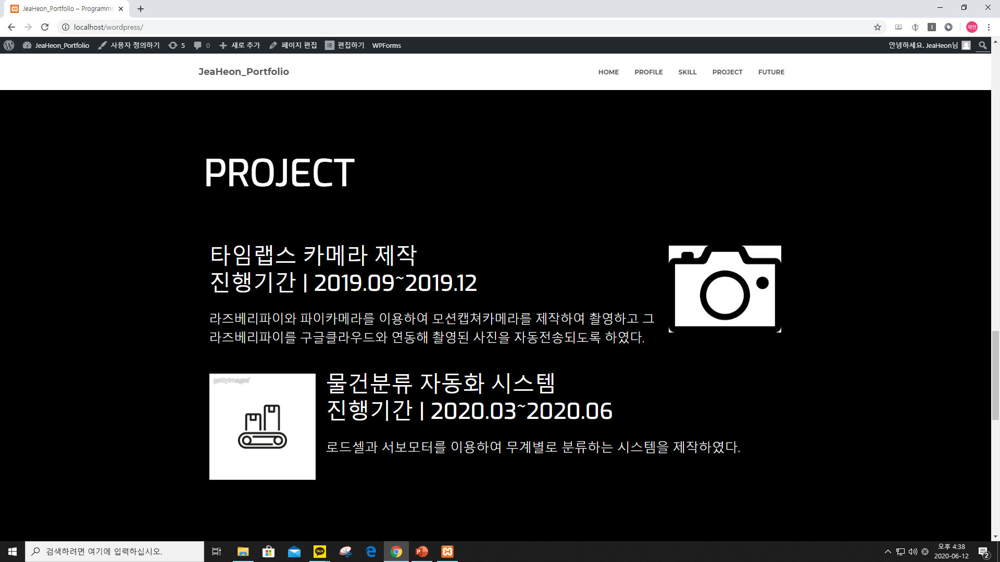 JeaHeon_Portfolio – Programme
localhost/wordpress/
재헌
JeaHeon_Portfolio 사용자 정의하기 5 0 새로 추가 페이지 편집 편집하기 WPForms 안녕하세요. JeaHeon님
JeaHeon_Portfolio HOME PROFILE SKILL PROJECT FUTURE
PROJECT
타임랩스 카메라 제작
진행기간 | 2019.09~2019.12
라즈베리파이와 파이카메라를 이용하여 모션캡쳐카메라를 제작하여 촬영하고 그
라즈베리파이를 구글클라우드와 연동해 촬영된 사진을 자동전송되도록 하였다.
gettyimages
물건분류 자동화 시스템
진행기간 | 2020.03~2020.06
로드셀과 서보모터를 이용하여 무계별로 분류하는 시스템을 제작하였다.
검색하려면 여기에 입력하십시오.
TALK
오후 4:38
2020-06-12
2